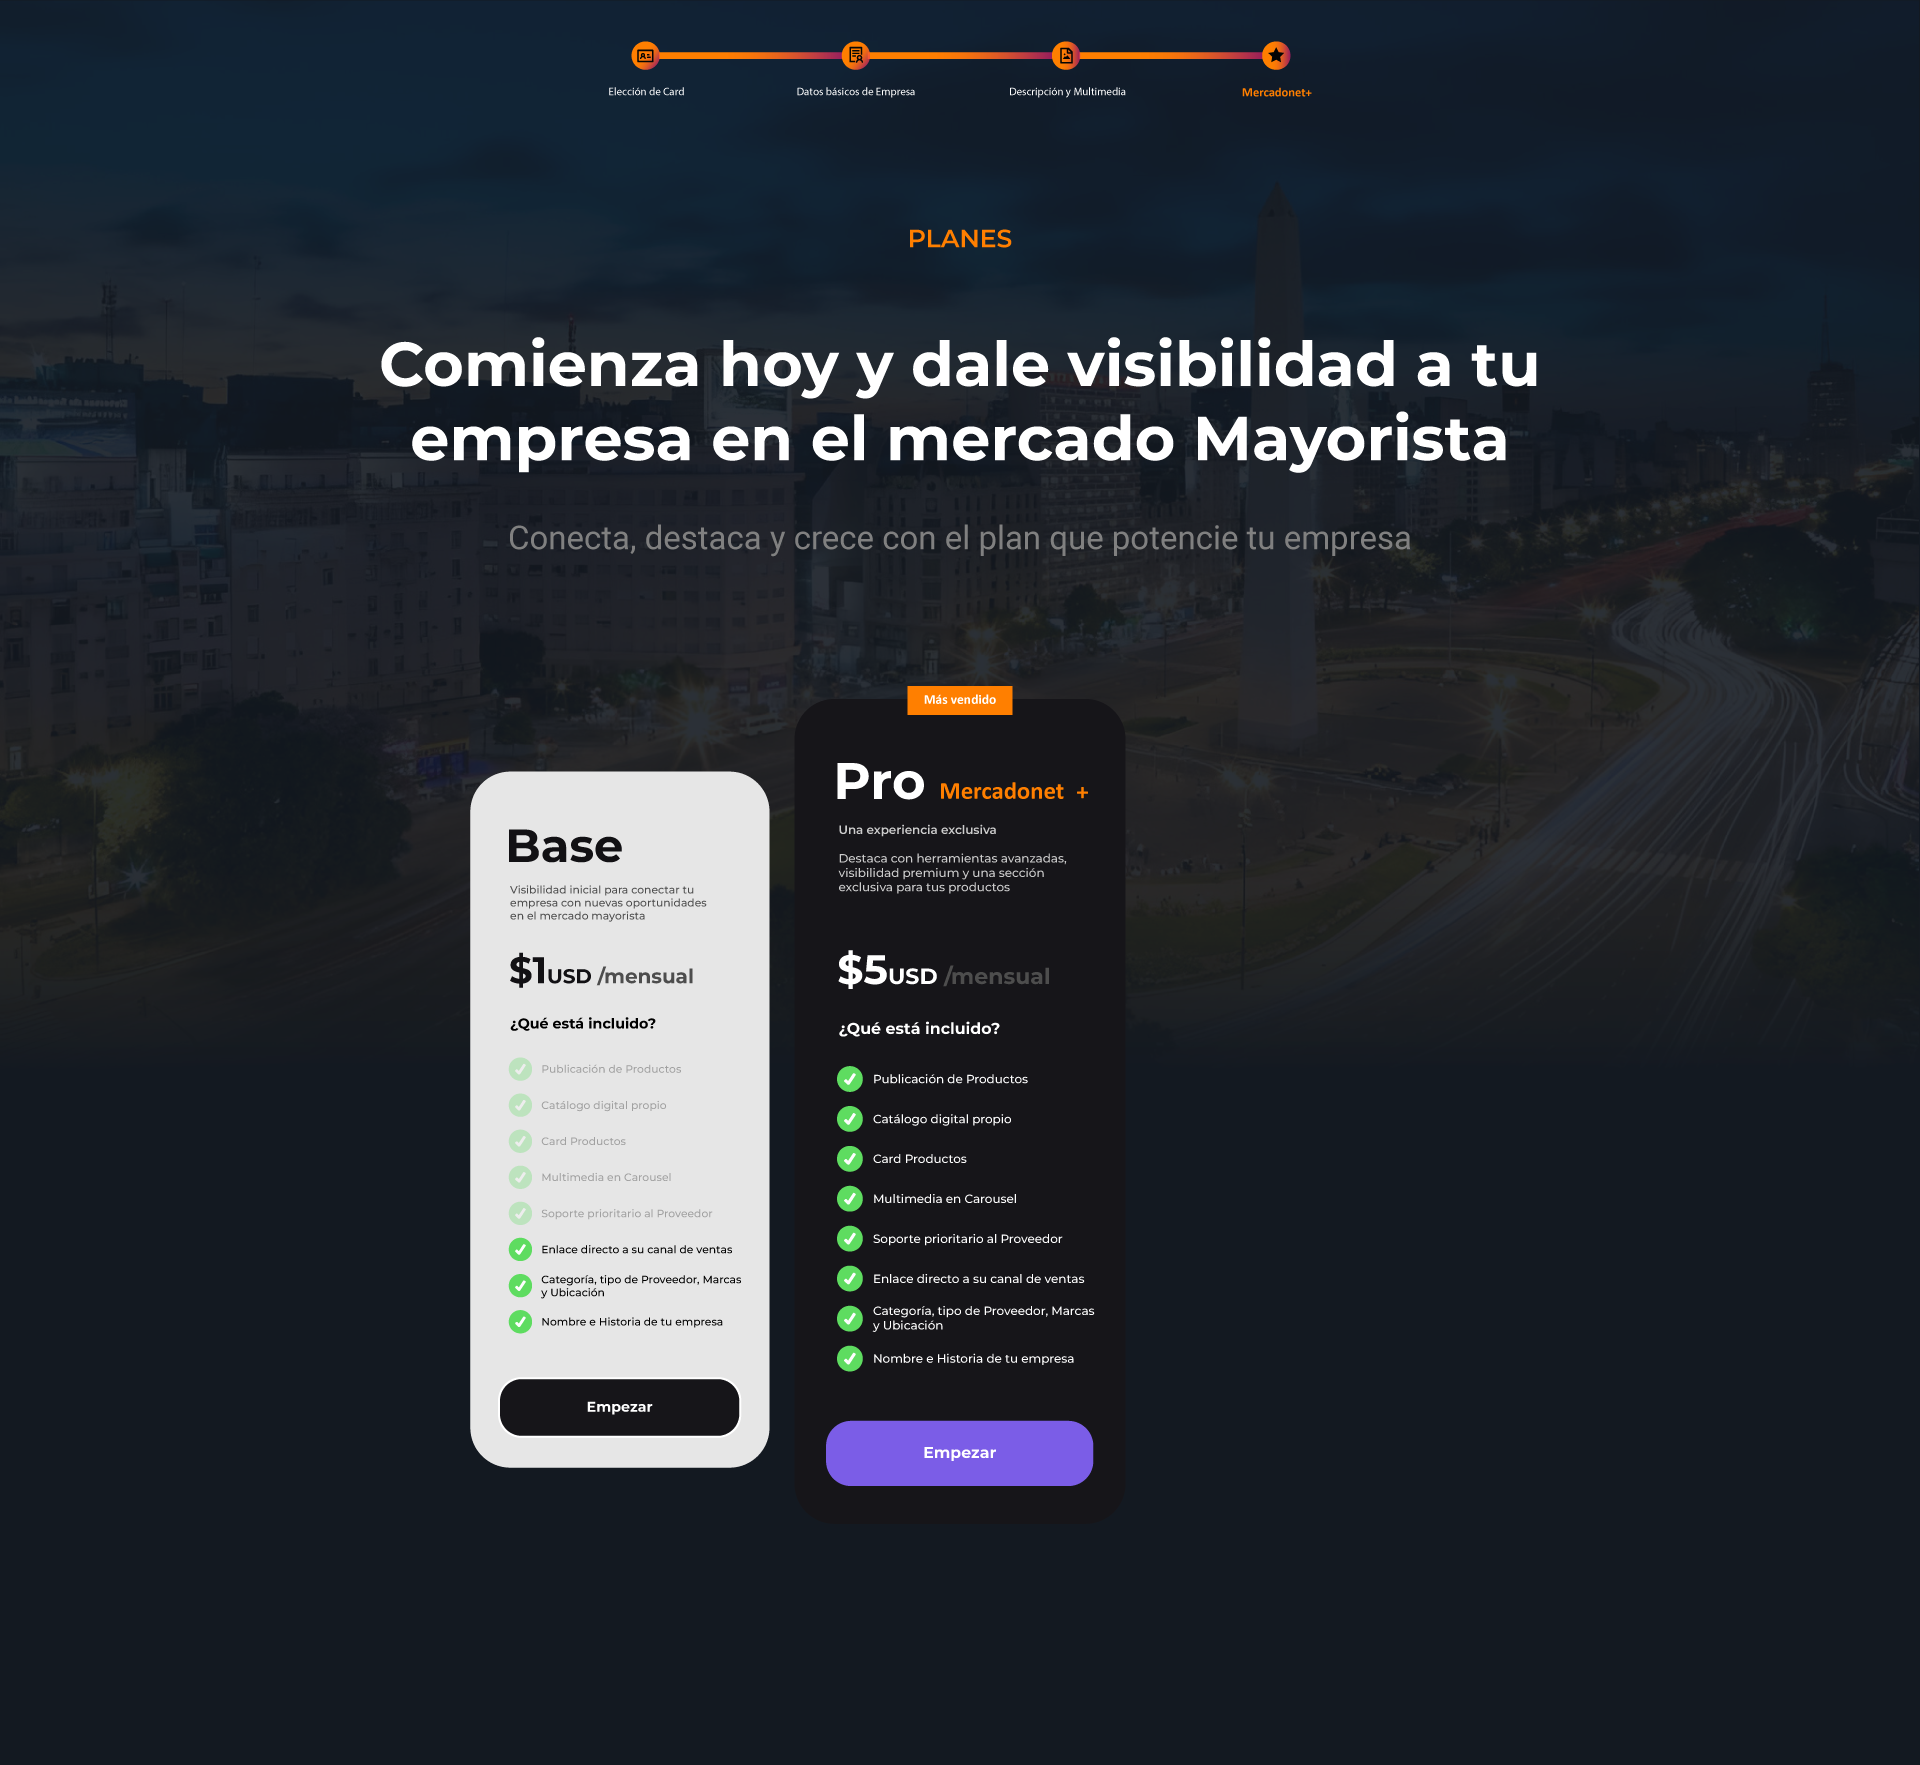 Elección de Card
Datos básicos de Empresa
Descripción y Multimedia
Mercadonet+
PLANES
Comienza hoy y dale visibilidad a tu
empresa en el mercado Mayorista
Conecta, destaca y crece con el plan que potencie tu empresa
Base
Visibilidad inicial para conectar tu
empresa con nuevas oportunidades
en el mercado mayorista
$1USD /mensual
¿Qué está incluido?
Publicación de Productos
Catálogo digital propio
Card Productos
Multimedia en Carousel
Soporte prioritario al Proveedor
Enlace directo a su canal de ventas
Categoría, tipo de Proveedor, Marcas
y Ubicación
Nombre e Historia de tu empresa
Empezar
Más vendido
Pro Mercadonet +
Una experiencia exclusiva
Destaca con herramientas avanzadas,
visibilidad premium y una sección
exclusiva para tus productos
$5USD /mensual
¿Qué está incluido?
Publicación de Productos
Catálogo digital propio
Card Productos
Multimedia en Carousel
Soporte prioritario al Proveedor
Enlace directo a su canal de ventas
Categoría, tipo de Proveedor, Marcas
y Ubicación
Nombre e Historia de tu empresa
Empezar